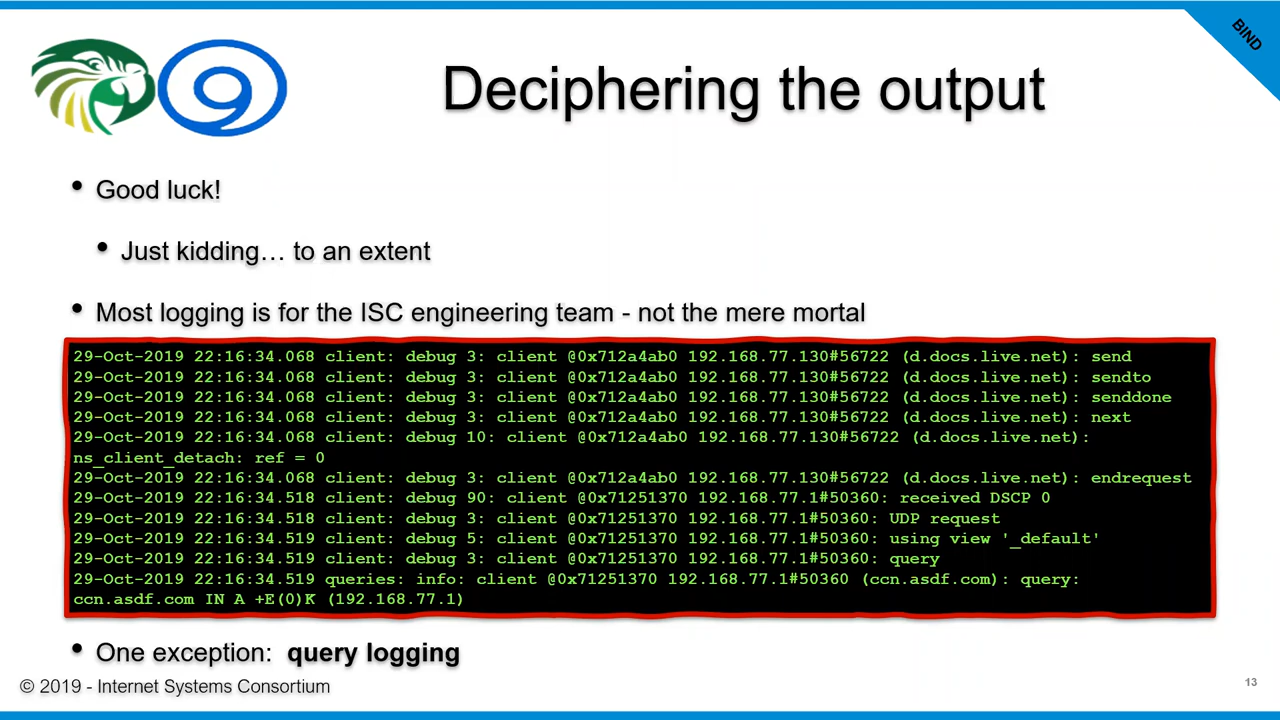 BIND
9
Deciphering the output
• Good luck!
• Just kidding… to an extent
• Most logging is for the ISC engineering team - not the mere mortal
29-Oct-2019 22:16:34.068 client: debug 3: client @0x712a4ab0 192.168.77.130#56722 (d.docs.live.net): send
29-Oct-2019 22:16:34.068 client: debug 3: client @0x712a4ab0 192.168.77.130#56722 (d.docs.live.net): sendto
29-Oct-2019 22:16:34.068 client: debug 3: client @0x712a4ab0 192.168.77.130#56722 (d.docs.live.net): senddone
29-Oct-2019 22:16:34.068 client: debug 3: client @0x712a4ab0 192.168.77.130#56722 (d.docs.live.net): next
29-Oct-2019 22:16:34.068 client: debug 10: client @0x712a4ab0 192.168.77.130#56722 (d.docs.live.net):
ns_client_detach: ref = 0
29-Oct-2019 22:16:34.068 client: debug 3: client @0x712a4ab0 192.168.77.130#56722 (d.docs.live.net): endrequest
29-Oct-2019 22:16:34.518 client: debug 90: client @0x71251370 192.168.77.1#50360: received DSCP 0
29-Oct-2019 22:16:34.518 client: debug 3: client @0x71251370 192.168.77.1#50360: UDP request
29-Oct-2019 22:16:34.519 client: debug 5: client @0x71251370 192.168.77.1#50360: using view '_default'
29-Oct-2019 22:16:34.519 client: debug 3: client @0x71251370 192.168.77.1#50360: query
29-Oct-2019 22:16:34.519 queries: info: client @0x71251370 192.168.77.1#50360 (ccn.asdf.com): query:
ccn.asdf.com IN A +E(0)K (192.168.77.1)
• One exception: query logging
© 2019 - Internet Systems Consortium
13